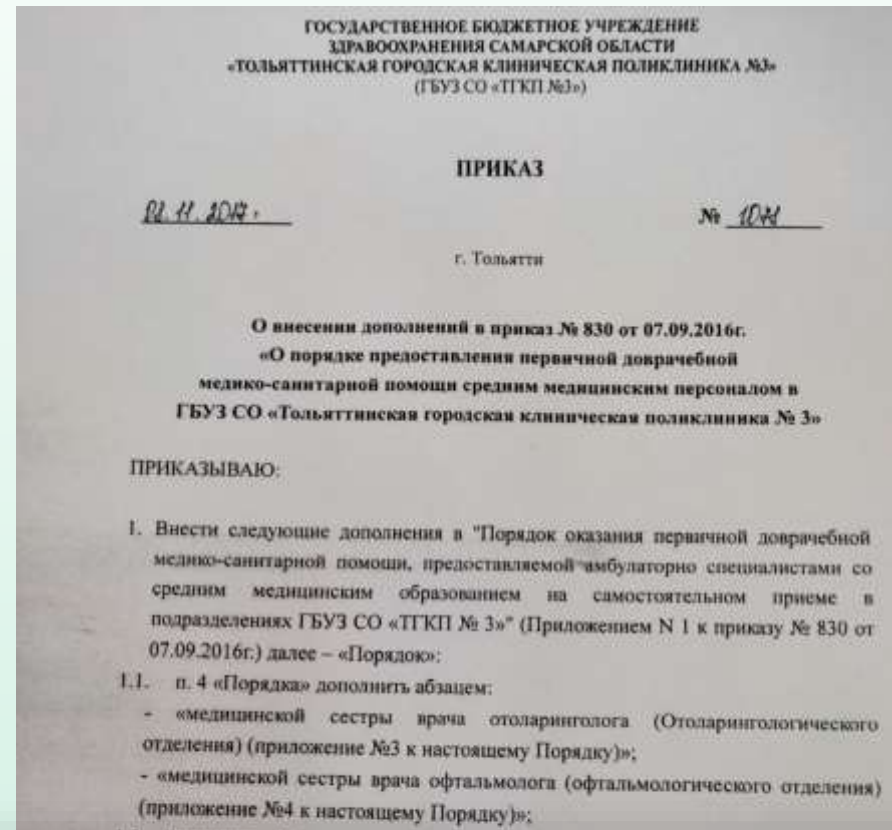 ГОСУДАРСТВЕННОЕ БЮДЖЕТНОЕ УЧРЕЖДЕНИЕ
ЗДРАВООХРАНЕНИЯ САМАРСКОЙ ОБЛАСТИ
«ТОЛЬЯТТИНСКАЯ ГОРОДСКАЯ КЛИНИЧЕСКАЯ ПОЛИКЛИНИКА №3»
(ГБУЗ СО «ТГКП №3»)
ПРИКАЗ
№
г. Тольятти
О внесении дополнений в приказ № 830 от 07.09.2016г.
«О порядке предоставления первичной доврачебной
медико-санитарной помощи средним медицинским персоналом в
ГБУЗ СО «Тольяттинская городская клиническая поликлиника № 3»
ПРИКАЗЫВАЮ:
1. Внести следующие дополнения в "Порядок оказания первичной доврачебной
медико-санитарной помощи, предоставляемой амбулаторно специалистами со
средним медицинским образованием на самостоятельном приеме в
подразделениях ГБУЗ СО «ТГКП № 3»" (Приложением N 1 к приказу № 830 от
07.09.2016г.) далее – «Порядок»:
1.1. п. 4 «Порядка» дополнить абзацем:
- «медицинской сестры врача отоларинголога (Отоларингологического
отделения) (приложение №3 к настоящему Порядку)»;
- «медицинской сестры врача офтальмолога (офтальмологического отделения)
(приложение №4 к настоящему Порядку)»;